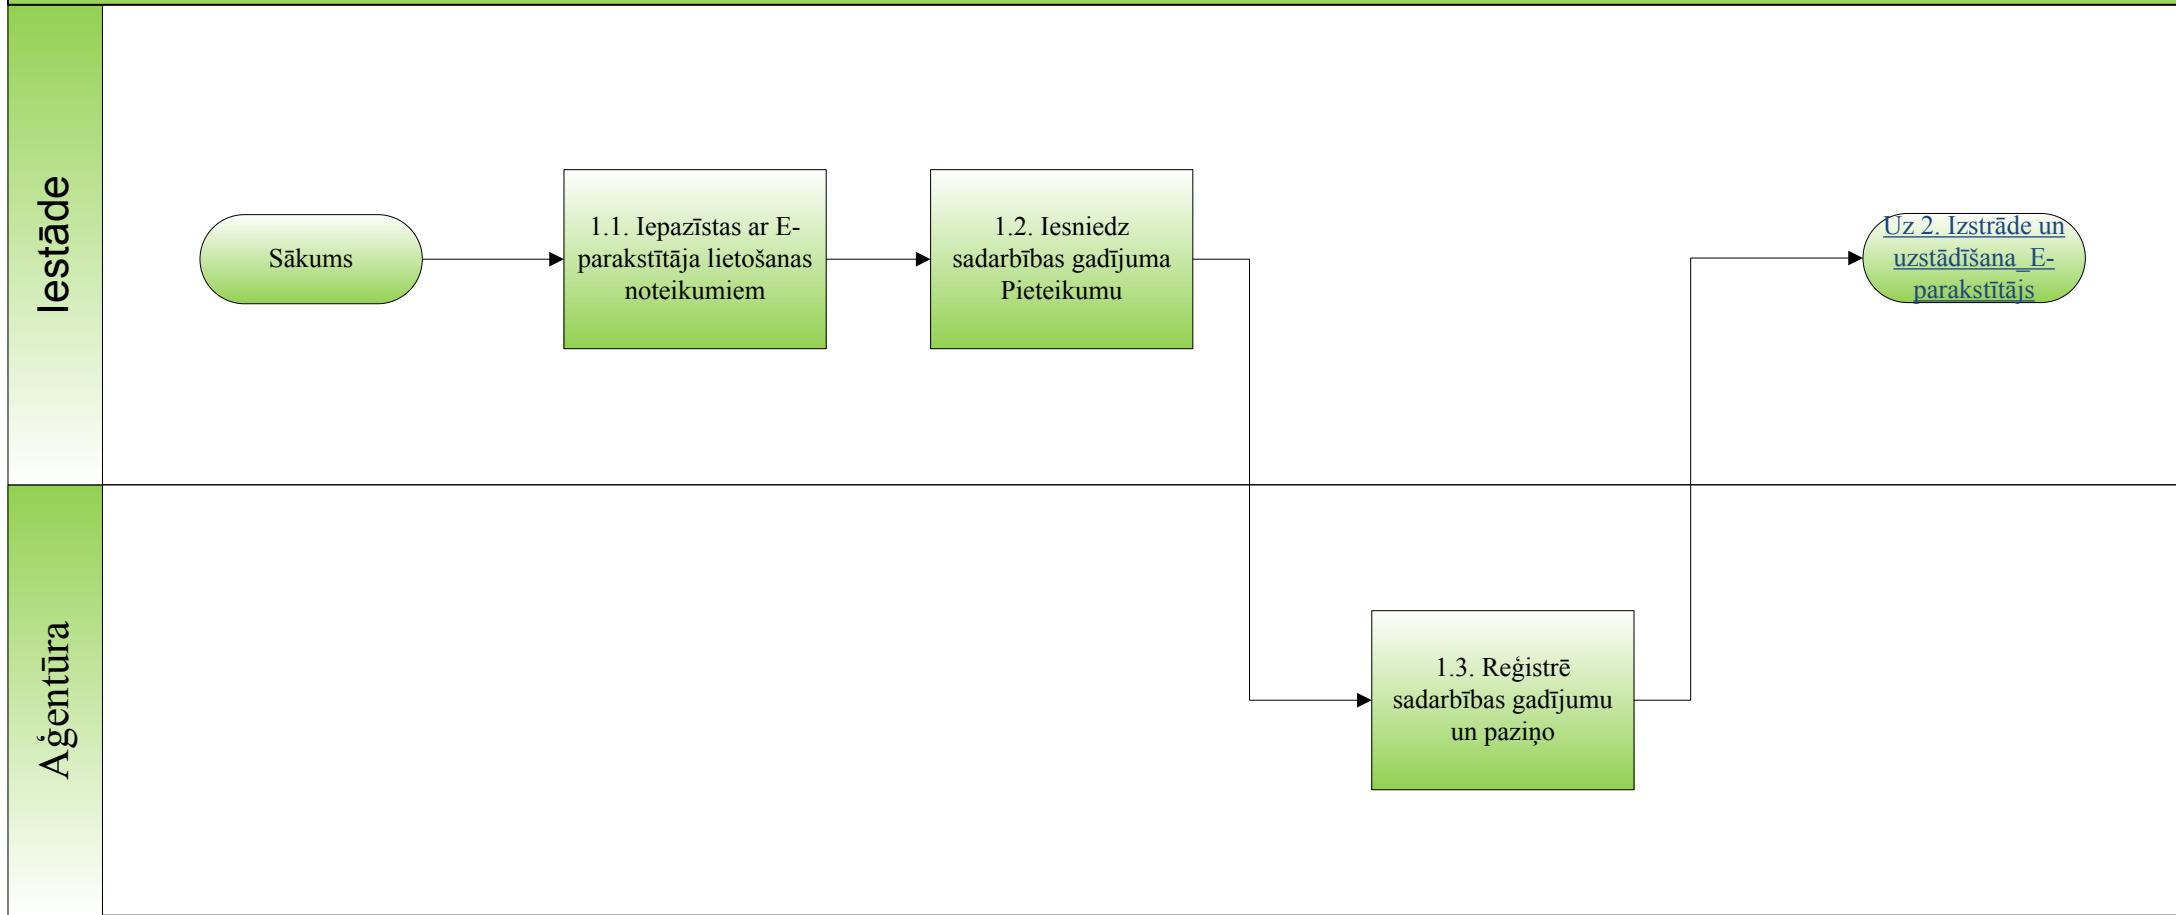 Iestāde
Sākums
1.1. Iepazīstas ar E-
parakstītāja lietošanas
noteikumiem
1.2. Iesniedz
sadarbības gadījuma
Pieteikumu
Uz 2. Izstrāde un
uzstādīšana_E-
parakstītājs
Aģentūra
1.3. Reģistrē
sadarbības gadījumu
un paziņo